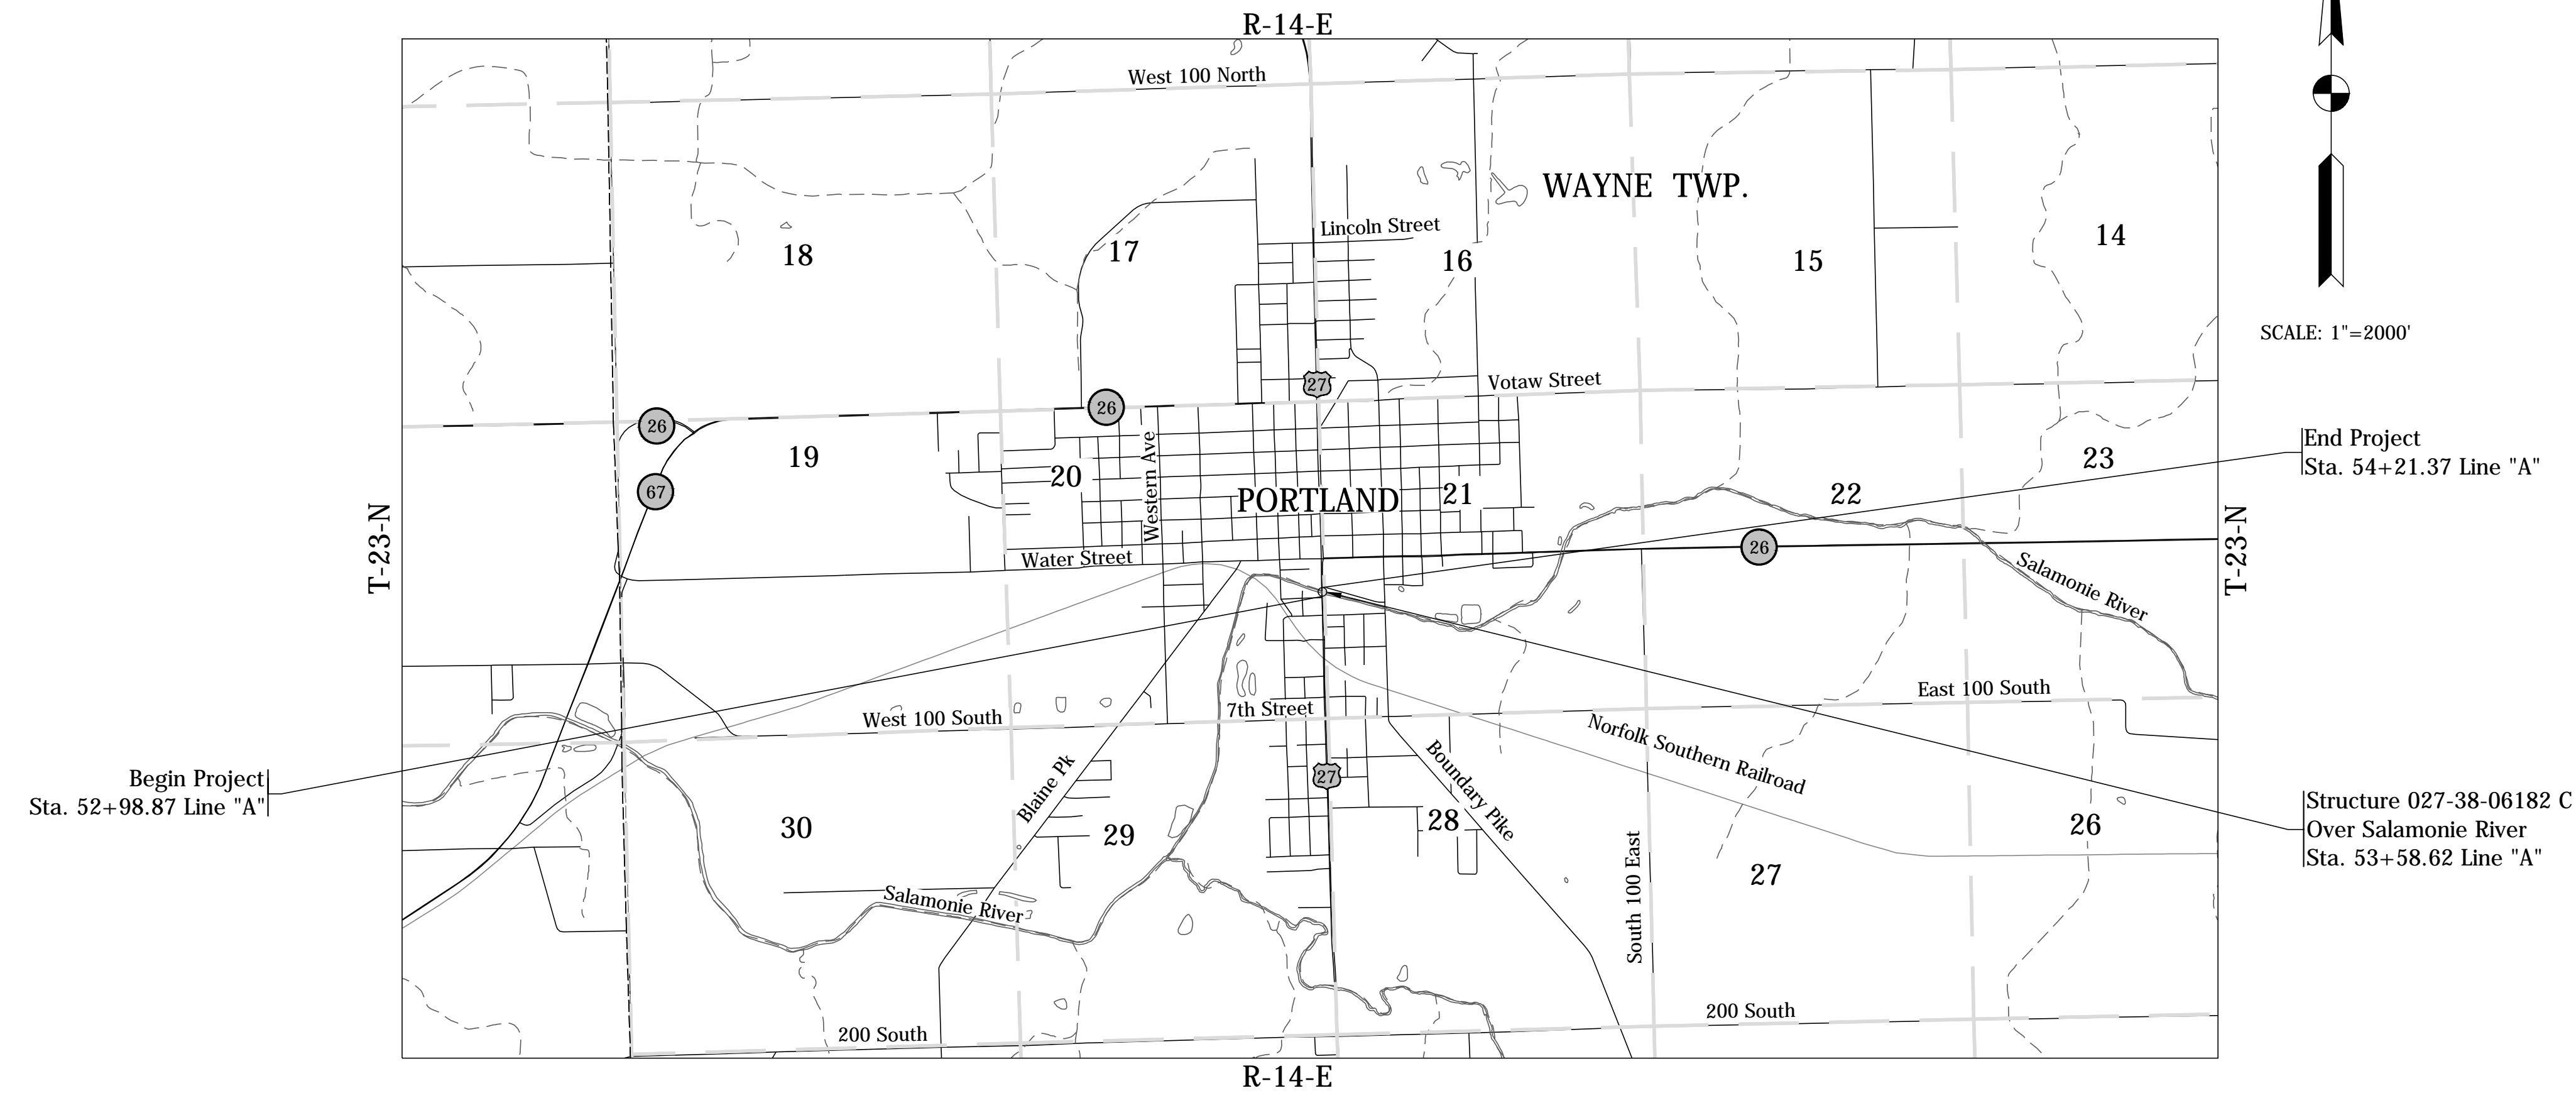 R-14-E
West 100 North
WAYNE TWP.
Lincoln Street
18
17
16
15
14
SCALE: 1"=2000'
27
Votaw Street
26
26
67
19
20
Western Ave
PORTLAND
21
22
23
End Project
Sta. 54+21.37 Line "A"
T-23-N
T-23-N
Water Street
26
Salamonie River
East 100 South
West 100 South
7th Street
Norfolk Southern Railroad
Begin Project
Sta. 52+98.87 Line "A"
Blaine Pk
27
Boundary Pike
30
29
28
South 100 East
27
26
Structure 027-38-06182 C
Over Salamonie River
Sta. 53+58.62 Line "A"
Salamonie River
200 South
200 South
R-14-E